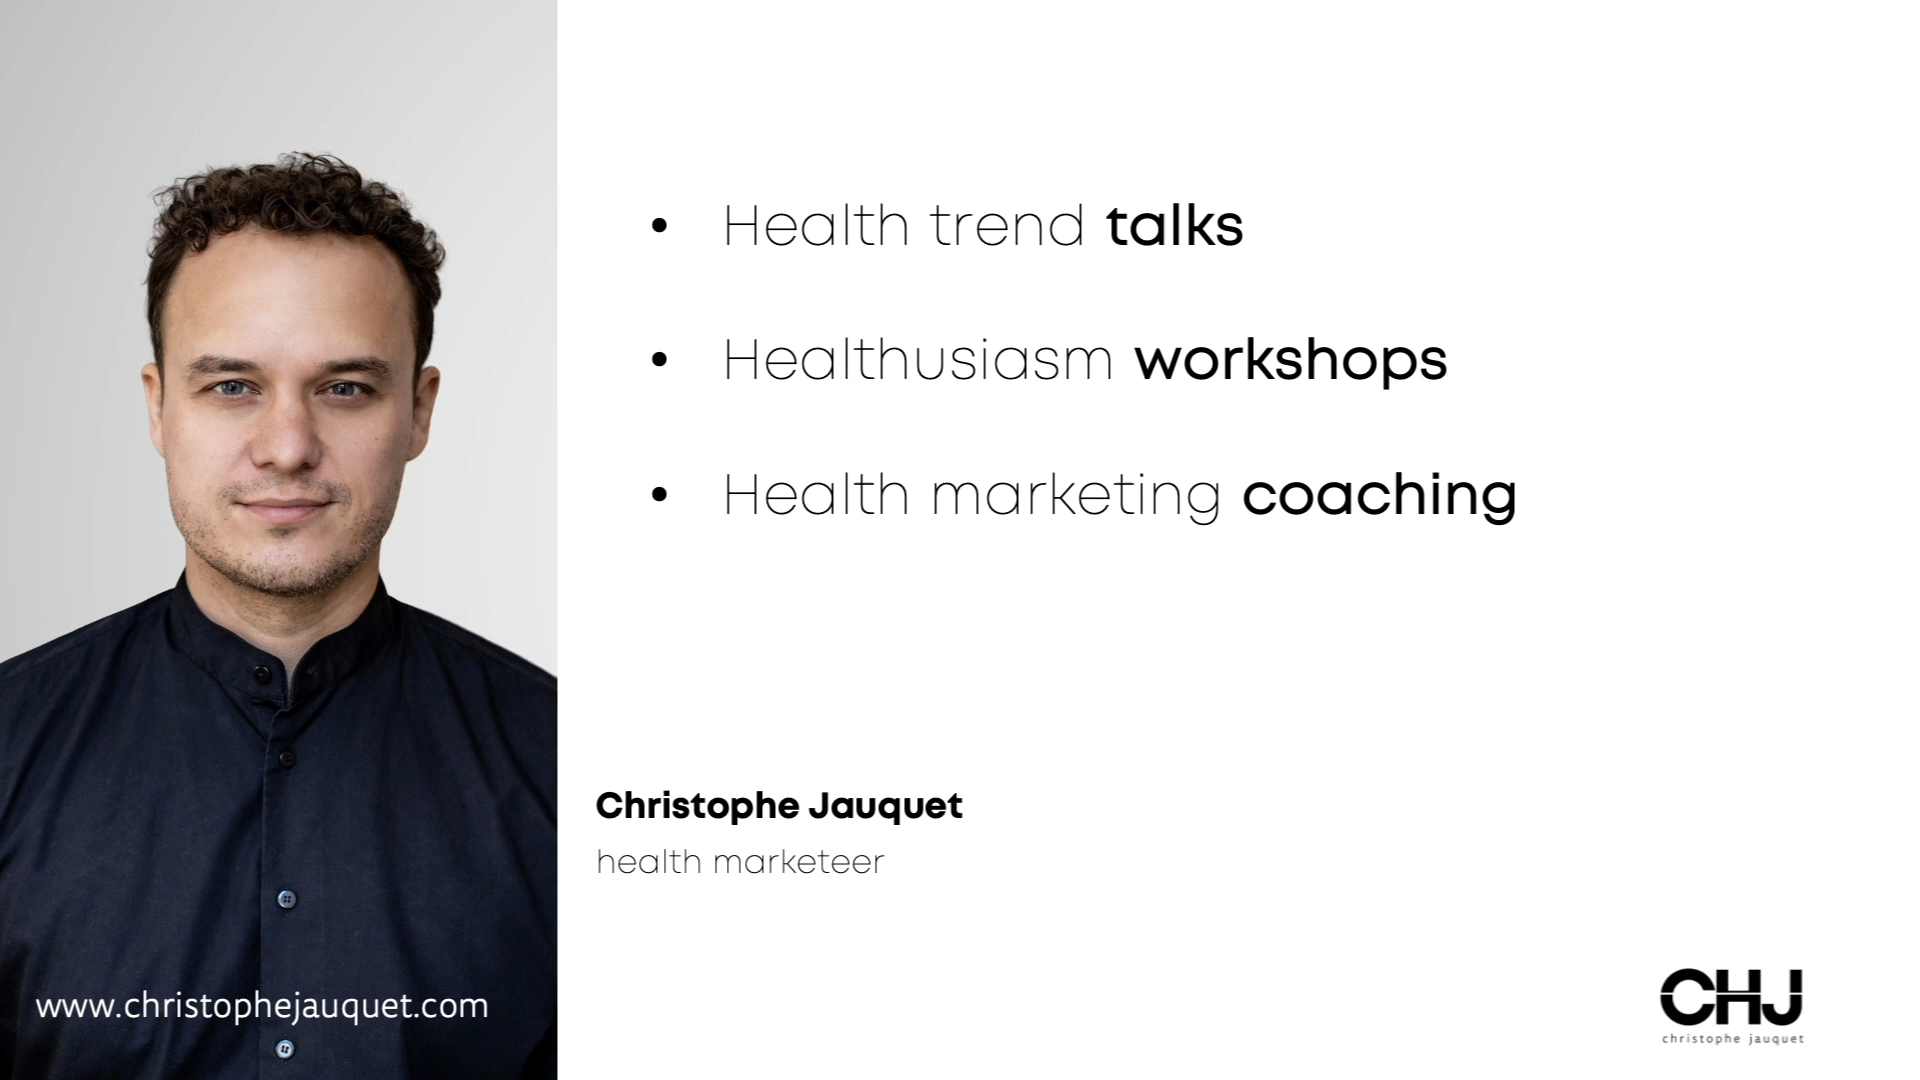 • Health trend talks
• Healthusiasm workshops
• Health marketing coaching
Christophe Jauquet
health marketeer
www.christophejauquet.com
CHJ
christophe jauquet